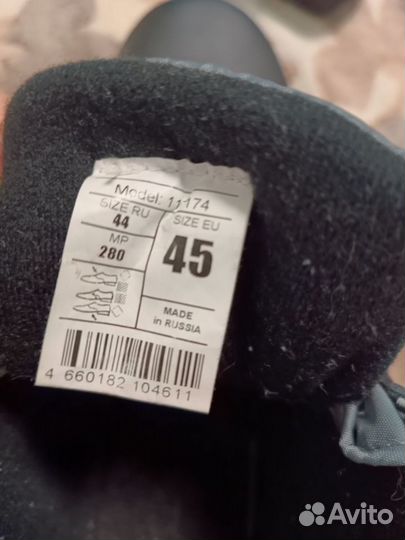 Model: 11174
SIZE RU
44
MP
280
SIZE EU
45
MADE
in RUSSIA
4 660182 104611
Avito